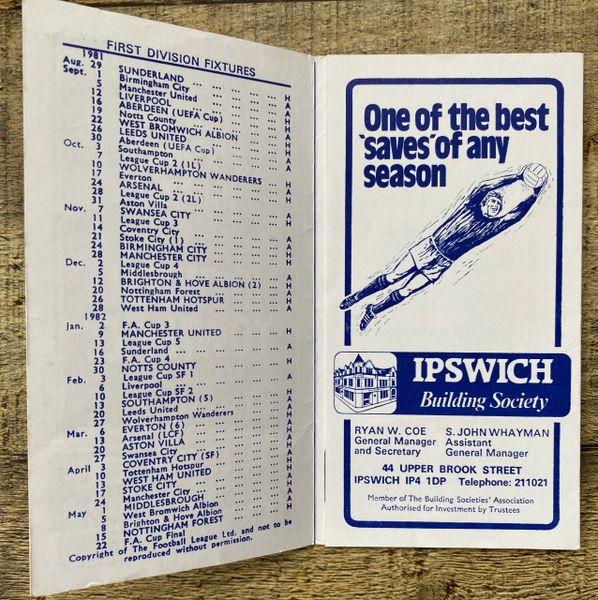 FIRST DIVISION FIXTURES
1981
Aug. 29 SUNDERLAND ... ... ... ... ... H
Sept. 1 Birmingham City ... ... ... ... A
5 Manchester United ... ... ... ... A
12 LIVERPOOL ... ... ... ... ... H
16 ABERDEEN (UEFA Cup) ... ... ... H
19 Notts County ... ... ... ... A
22 WEST BROMWICH ALBION ... ... H
26 LEEDS UNITED ... ... ... ... H
30 Aberdeen (UEFA Cup) ... ... ... A
Oct. 3 Southampton ... ... ... ... A
7 League Cup 2 (1L)
10 WOLVERHAMPTON WANDERERS ... H
17 Everton ... ... ... ... ... A
24 ARSENAL ... ... ... ... ... H
28 League Cup 2 (2L)
31 Aston Villa ... ... ... ... A
Nov. 7 SWANSEA CITY ... ... ... ... H
11 League Cup 3
14 Coventry City ... ... ... ... A
21 Stoke City (1) ... ... ... ... A
24 BIRMINGHAM CITY ... ... ... H
28 MANCHESTER CITY ... ... ... H
Dec. 2 League Cup 4
5 Middlesbrough ... ... ... ... A
12 BRIGHTON & HOVE ALBION (2) ... H
20 Nottingham Forest ... ... ... A
26 TOTTENHAM HOTSPUR ... ... H
28 West Ham United ... ... ... A
1982
Jan. 2 F.A. Cup 3
9 MANCHESTER UNITED ... ... ... H
13 League Cup 5
16 Sunderland ... ... ... ... A
23 F.A. Cup 4
30 NOTTS COUNTY ... ... ... H
Feb. 3 League Cup SF 1
6 Liverpool ... ... ... ... A
10 League Cup SF 2
13 SOUTHAMPTON (5) ... ... ... H
20 Leeds United ... ... ... ... A
27 Wolverhampton Wanderers ... ... A
Mar. 6 EVERTON (6) ... ... ... ... H
13 Arsenal (LCF) ... ... ... ... A
20 ASTON VILLA ... ... ... ... H
27 Swansea City ... ... ... ... A
April 3 COVENTRY CITY (SF) ... ... ... H
10 Tottenham Hotspur ... ... ... A
13 WEST HAM UNITED ... ... ... H
17 STOKE CITY ... ... ... ... H
24 Manchester City ... ... ... A
May 1 MIDDLESBROUGH ... ... ... H
5 West Bromwich Albion ... ... A
8 Brighton & Hove Albion ... ... A
15 NOTTINGHAM FOREST ... ... H
22 F.A. Cup Final
Copyright of The Football League Ltd. and not to be
reproduced without permission.
One of the best
'saves' of any
season
IPSWICH
Building Society
RYAN W. COE
General Manager
and Secretary
S. JOHN WHAYMAN
Assistant
General Manager
44 UPPER BROOK STREET
IPSWICH IP4 1DP Telephone: 211021
Member of The Building Societies' Association
Authorised for Investment by Trustees